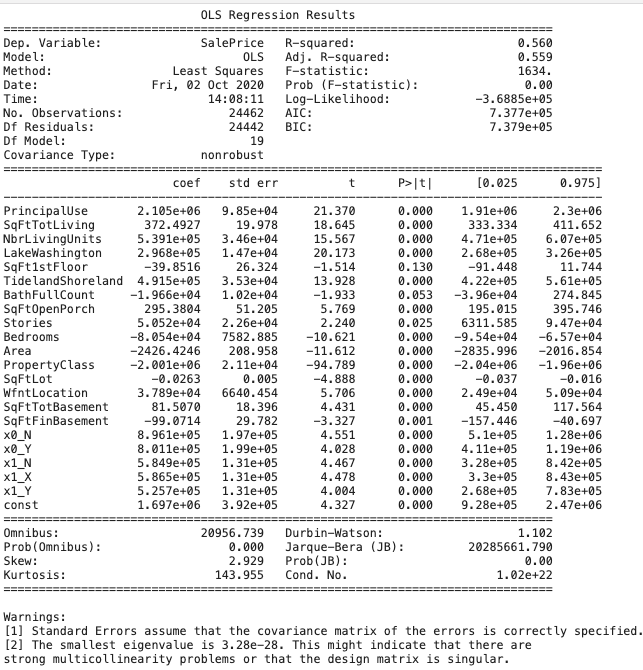 OLS Regression Results
==============================================================================
Dep. Variable: SalePrice R-squared: 0.560
Model: OLS Adj. R-squared: 0.559
Method: Least Squares F-statistic: 1634.
Date: Fri, 02 Oct 2020 Prob (F-statistic): 0.00
Time: 14:08:11 Log-Likelihood: -3.6885e+05
No. Observations: 24462 AIC: 7.377e+05
Df Residuals: 24442 BIC: 7.379e+05
Df Model: 19
Covariance Type: nonrobust
==============================================================================
coef std err t P>|t| [0.025 0.975]
------------------------------------------------------------------------------
PrincipalUse 2.105e+06 9.85e+04 21.370 0.000 1.91e+06 2.3e+06
SqFtTotLiving 372.4927 19.978 18.645 0.000 333.334 411.652
NbrLivingUnits 5.391e+05 3.46e+04 15.567 0.000 4.71e+05 6.07e+05
LakeWashington 2.968e+05 1.47e+04 20.173 0.000 2.68e+05 3.26e+05
SqFt1stFloor -39.8516 26.324 -1.514 0.130 -91.448 11.744
TidelandShoreland 4.915e+05 3.53e+04 13.928 0.000 4.22e+05 5.61e+05
BathFullCount -1.966e+04 1.02e+04 -1.933 0.053 -3.96e+04 274.845
SqFtOpenPorch 295.3804 51.205 5.769 0.000 195.015 395.746
Stories 5.052e+04 2.26e+04 2.240 0.025 6311.585 9.47e+04
Bedrooms -8.054e+04 7582.885 -10.621 0.000 -9.54e+04 -6.57e+04
Area -2426.4246 208.958 -11.612 0.000 -2835.996 -2016.854
PropertyClass -2.001e+06 2.11e+04 -94.789 0.000 -2.04e+06 -1.96e+06
SqFtLot -0.0263 0.005 -4.888 0.000 -0.037 -0.016
WfntLocation 3.789e+04 6640.454 5.706 0.000 2.49e+04 5.09e+04
SqFtTotBasement 81.5070 18.396 4.431 0.000 45.450 117.564
SqFtFinBasement -99.0714 29.782 -3.327 0.001 -157.446 -40.697
x0_N 8.961e+05 1.97e+05 4.551 0.000 5.1e+05 1.28e+06
x0_Y 8.011e+05 1.99e+05 4.028 0.000 4.11e+05 1.19e+06
x1_N 5.849e+05 1.31e+05 4.467 0.000 3.28e+05 8.42e+05
x1_X 5.865e+05 1.31e+05 4.478 0.000 3.3e+05 8.43e+05
x1_Y 5.257e+05 1.31e+05 4.004 0.000 2.68e+05 7.83e+05
const 1.697e+06 3.92e+05 4.327 0.000 9.28e+05 2.47e+06
==============================================================================
Omnibus: 20956.739 Durbin-Watson: 1.102
Prob(Omnibus): 0.000 Jarque-Bera (JB): 20285661.790
Skew: 2.929 Prob(JB): 0.00
Kurtosis: 143.955 Cond. No. 1.02e+22
==============================================================================
Warnings:
[1] Standard Errors assume that the covariance matrix of the errors is correctly specified.
[2] The smallest eigenvalue is 3.28e-28. This might indicate that there are
strong multicollinearity problems or that the design matrix is singular.